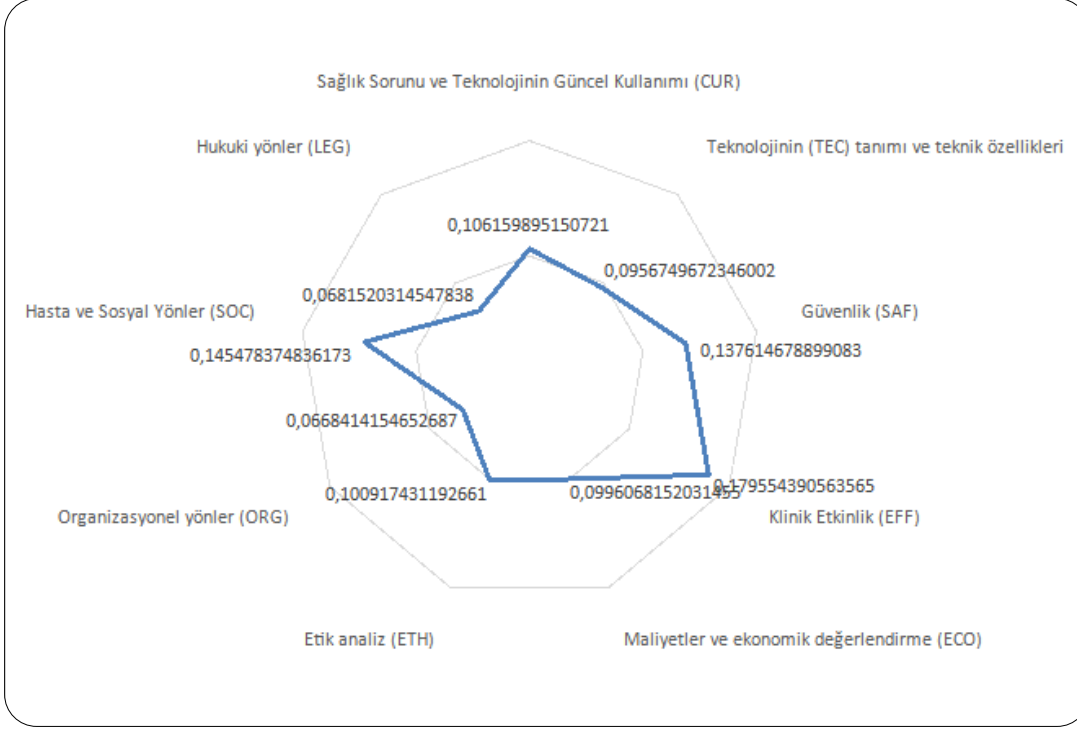 Sağlık Sorunu ve Teknolojinin Güncel Kullanımı (CUR)
Hukuki yönler (LEG)
Teknolojinin (TEC) tanımı ve teknik özellikleri
0,106159895150721
0,0956749672346002
0,0681520314547838
Hasta ve Sosyal Yönler (SOC)
Güvenlik (SAF)
0,145478374836173
0,137614678899083
0,0668414154652687
0,100917431192661
0,0996068152031455
0,179554390563565
Organizasyonel yönler (ORG)
Klinik Etkinlik (EFF)
Etik analiz (ETH)
Maliyetler ve ekonomik değerlendirme (ECO)